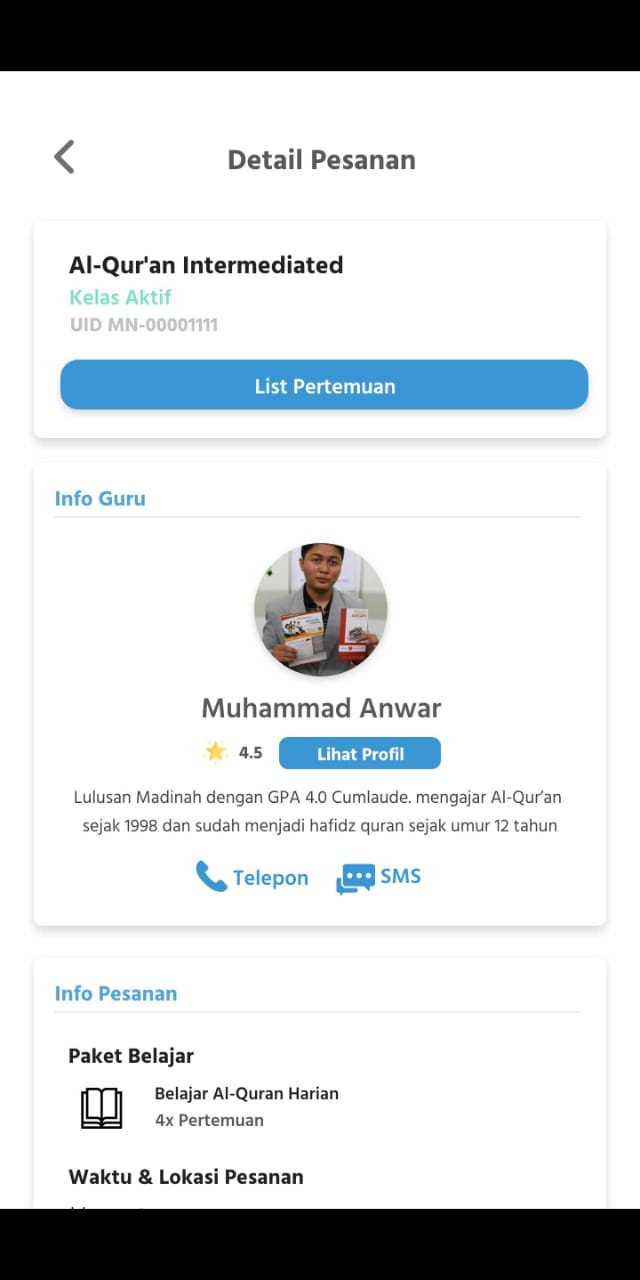 Detail Pesanan
Al-Qur'an Intermediated
Kelas Aktif
UID MN-00001111
List Pertemuan
Info Guru
Muhammad Anwar
4.5 Lihat Profil
Lulusan Madinah dengan GPA 4.0 Cumlaude. mengajar Al-Qur’an
sejak 1998 dan sudah menjadi hafidz quran sejak umur 12 tahun
Telepon SMS
Info Pesanan
Paket Belajar
Belajar Al-Quran Harian
4x Pertemuan
Waktu & Lokasi Pesanan